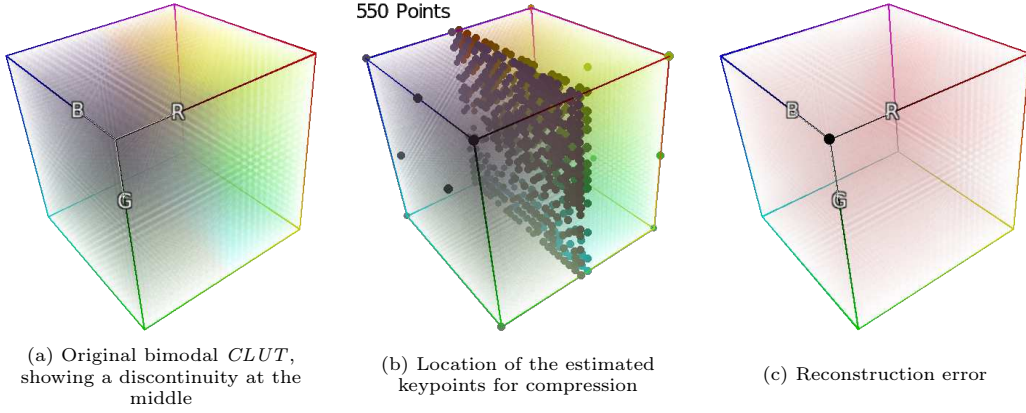 550 Points
B
R
G
B
R
G
(a) Original bimodal CLUT,
showing a discontinuity at the
middle
(b) Location of the estimated
keypoints for compression
(c) Reconstruction error